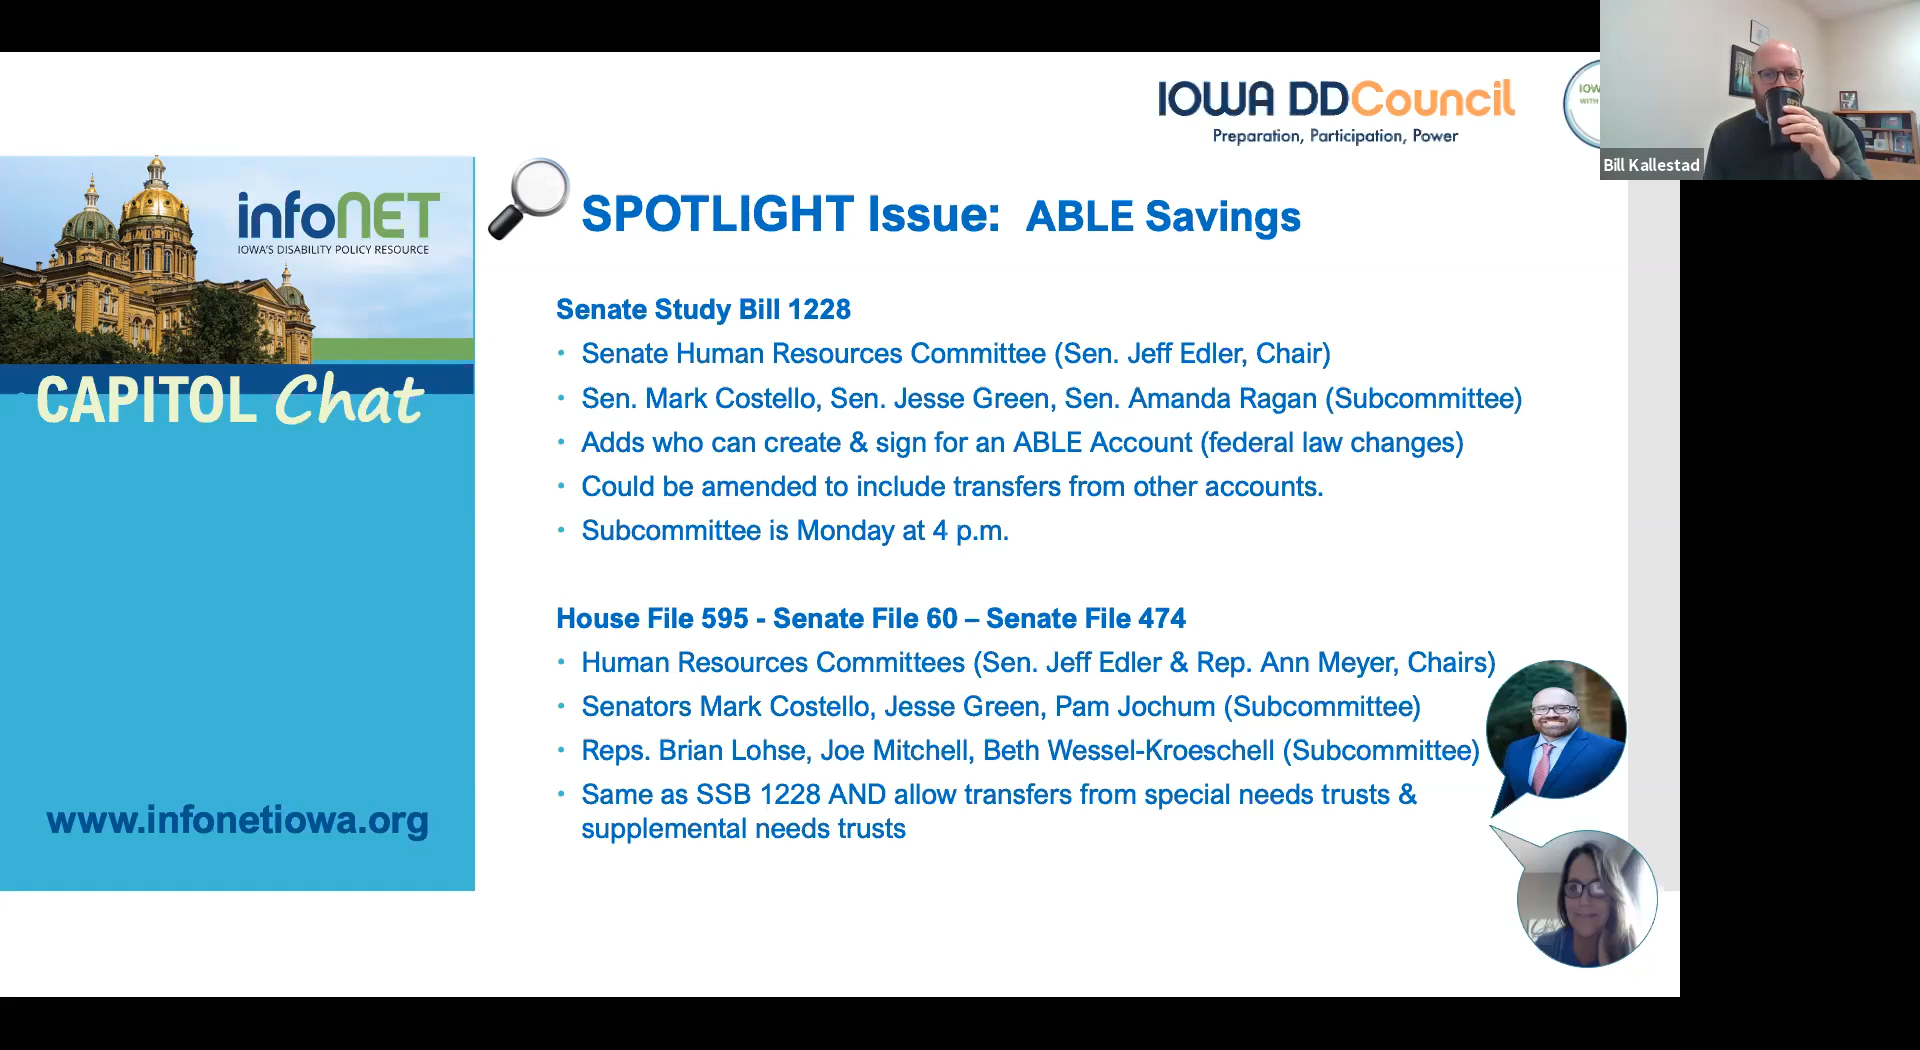 IOWA DDCouncil
Preparation, Participation, Power
IOW
WITH
Bill Kallestad
infoNET
IOWA'S DISABILITY POLICY RESOURCE
CAPITOL Chat
www.infonetiowa.org
SPOTLIGHT Issue: ABLE Savings
Senate Study Bill 1228
• Senate Human Resources Committee (Sen. Jeff Edler, Chair)
• Sen. Mark Costello, Sen. Jesse Green, Sen. Amanda Ragan (Subcommittee)
• Adds who can create & sign for an ABLE Account (federal law changes)
• Could be amended to include transfers from other accounts.
• Subcommittee is Monday at 4 p.m.
House File 595 - Senate File 60 – Senate File 474
• Human Resources Committees (Sen. Jeff Edler & Rep. Ann Meyer, Chairs)
• Senators Mark Costello, Jesse Green, Pam Jochum (Subcommittee)
• Reps. Brian Lohse, Joe Mitchell, Beth Wessel-Kroeschell (Subcommittee)
• Same as SSB 1228 AND allow transfers from special needs trusts &
supplemental needs trusts